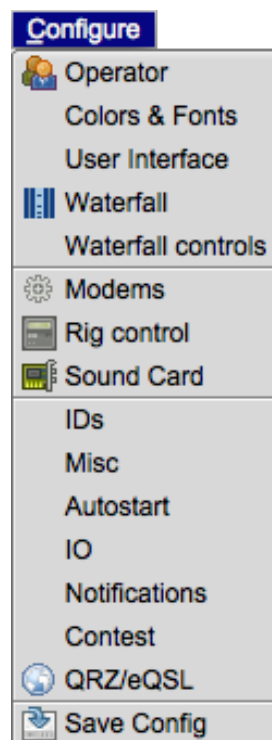 Configure
Operator
Colors & Fonts
User Interface
Waterfall
Waterfall controls
Modems
Rig control
Sound Card
IDs
Misc
Autostart
IO
Notifications
Contest
QRZ/eQSL
Save Config